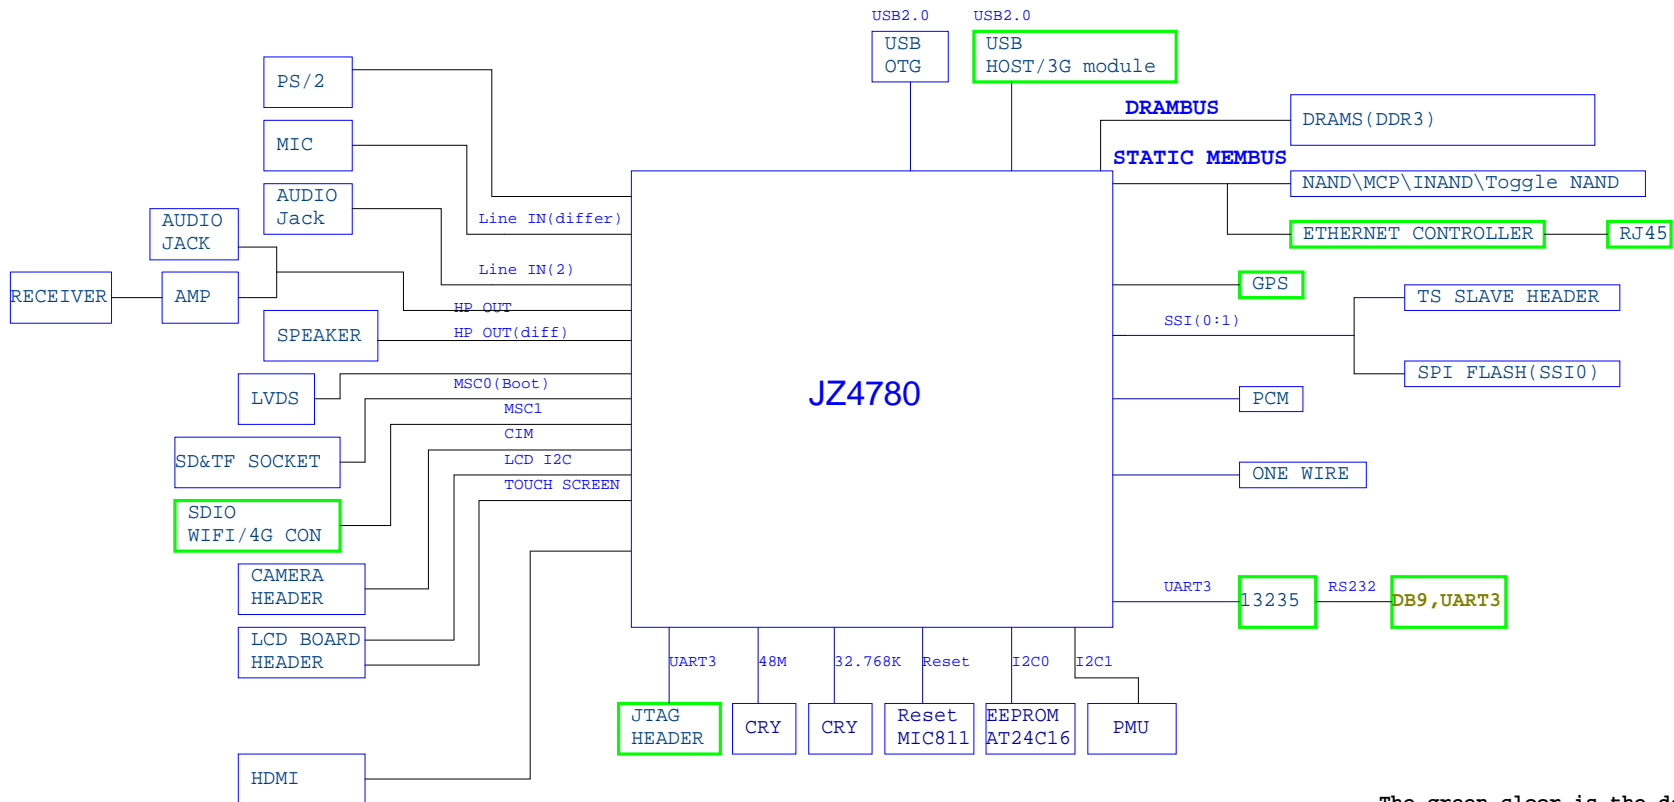 USB2.0
USB2.0
USB
OTG
USB
HOST/3G module
PS/2
DRAMBUS
DRAMS(DDR3)
MIC
STATIC MEMBUS
NAND\MCP\INAND\Toggle NAND
AUDIO
Jack
Line IN(differ)
AUDIO
JACK
ETHERNET CONTROLLER
RJ45
Line IN(2)
GPS
RECEIVER
AMP
TS SLAVE HEADER
HP OUT
SSI(0:1)
SPEAKER
HP OUT(diff)
SPI FLASH(SSI0)
MSC0(Boot)
LVDS
JZ4780
PCM
MSC1
CIM
SD&TF SOCKET
LCD I2C
ONE WIRE
TOUCH SCREEN
SDIO
WIFI/4G CON
CAMERA
HEADER
UART3
13235
RS232
DB9,UART3
LCD BOARD
HEADER
UART3
48M
32.768K
Reset
I2C0
I2C1
JTAG
HEADER
CRY
CRY
Reset
MIC811
EEPROM
AT24C16
PMU
HDMI
The green sloor is the